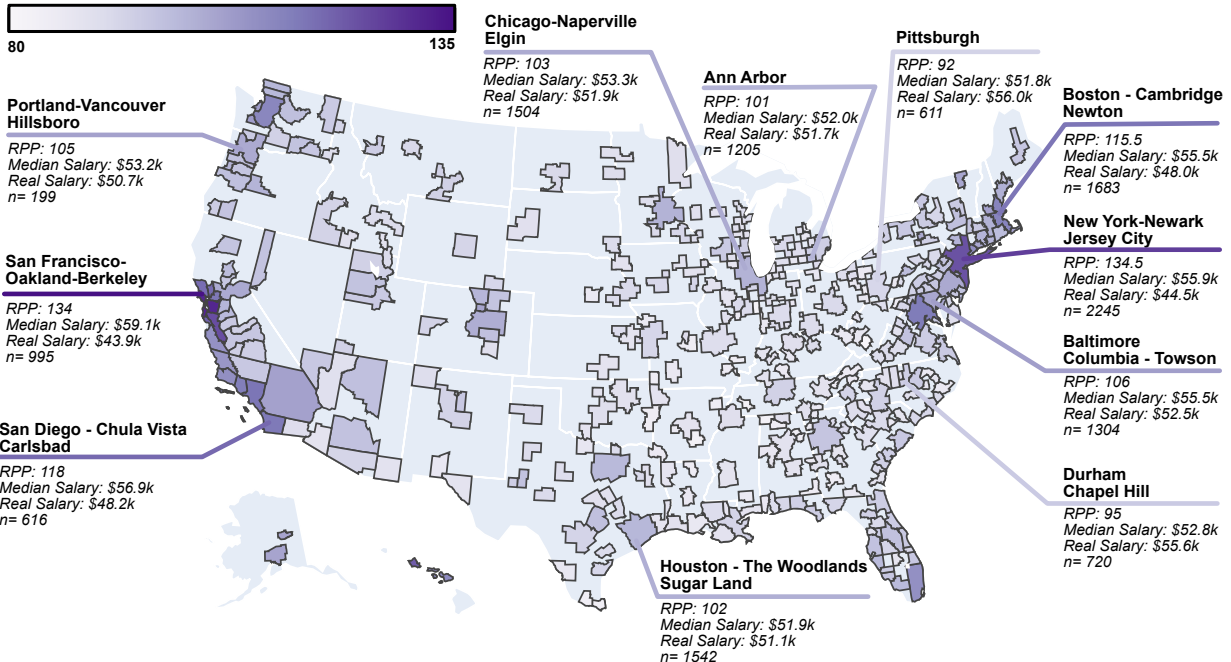 80
135
Chicago-Naperville
Elgin
RPP: 103
Median Salary: $53.3k
Real Salary: $51.9k
n= 1504
Ann Arbor
RPP: 101
Median Salary: $52.0k
Real Salary: $51.7k
n= 1205
Pittsburgh
RPP: 92
Median Salary: $51.8k
Real Salary: $56.0k
n= 611
Boston - Cambridge
Newton
RPP: 115.5
Median Salary: $55.5k
Real Salary: $48.0k
n= 1683
Portland-Vancouver
Hillsboro
RPP: 105
Median Salary: $53.2k
Real Salary: $50.7k
n= 199
New York-Newark
Jersey City
RPP: 134.5
Median Salary: $55.9k
Real Salary: $44.5k
n= 2245
San Francisco-
Oakland-Berkeley
RPP: 134
Median Salary: $59.1k
Real Salary: $43.9k
n= 995
Baltimore
Columbia - Towson
RPP: 106
Median Salary: $55.5k
Real Salary: $52.5k
n= 1304
San Diego - Chula Vista
Carlsbad
RPP: 118
Median Salary: $56.9k
Real Salary: $48.2k
n= 616
Durham
Chapel Hill
RPP: 95
Median Salary: $52.8k
Real Salary: $55.6k
n= 720
Houston - The Woodlands
Sugar Land
RPP: 102
Median Salary: $51.9k
Real Salary: $51.1k
n= 1542